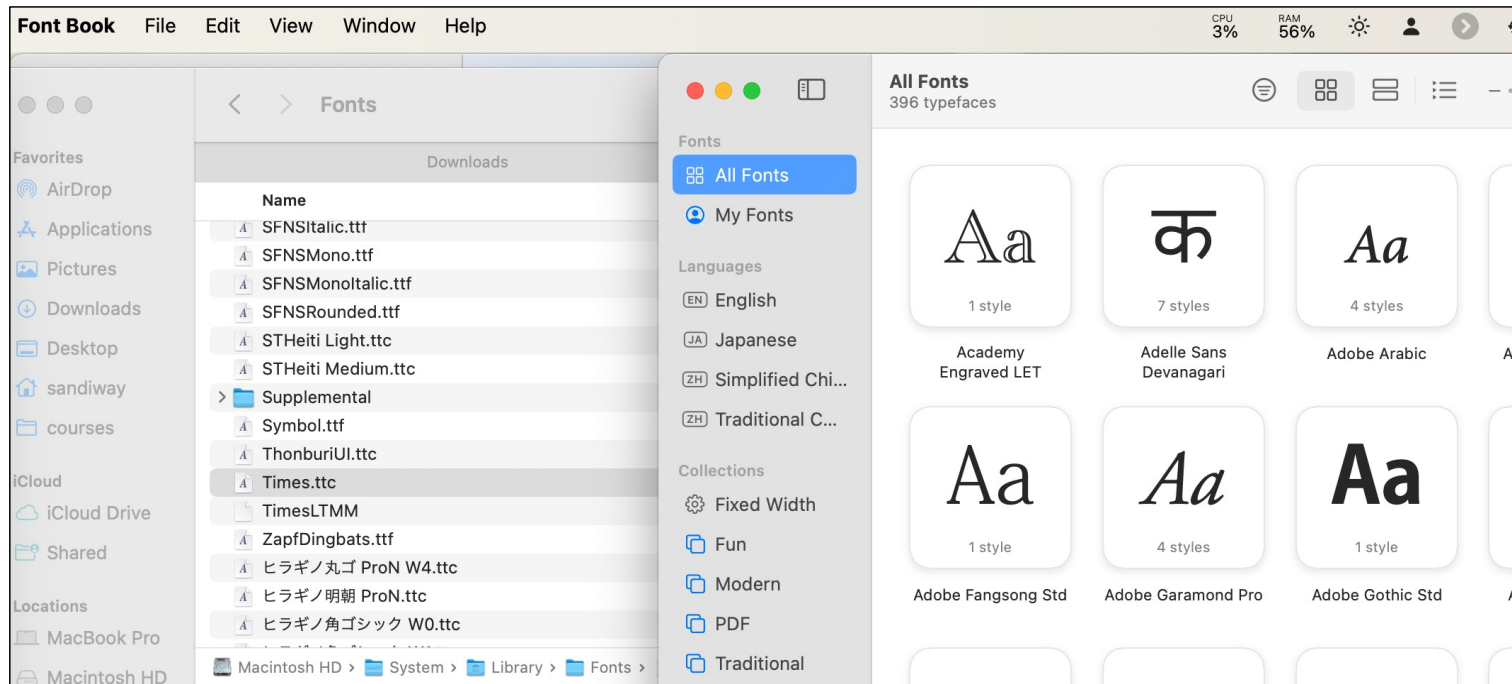 Font Book File Edit View Window Help
CPU
3%
RAM
56%
Fonts
Downloads
Favorites
AirDrop
Applications
Pictures
Downloads
Desktop
sandiway
courses
iCloud
iCloud Drive
Shared
Locations
MacBook Pro
Macintosh HD
Name
SFNSItalic.ttf
SFNSMono.ttf
SFNSMonoItalic.ttf
SFNSRounded.ttf
STHeiti Light.ttc
STHeiti Medium.ttc
Supplemental
Symbol.ttf
ThonburiUI.ttc
Times.ttc
TimesLTMM
ZapfDingbats.ttf
ヒラギノ丸ゴ ProN W4.ttc
ヒラギノ明朝 ProN.ttc
ヒラギノ角ゴシック W0.ttc
Macintosh HD › System › Library › Fonts ›
Fonts
All Fonts
My Fonts
Languages
EN English
JA Japanese
ZH Simplified Chi...
ZH Traditional C...
Collections
Fixed Width
Fun
Modern
PDF
Traditional
All Fonts
396 typefaces
Aa
1 style
Academy
Engraved LET
क
7 styles
Adelle Sans
Devanagari
Aa
4 styles
Adobe Arabic
Aa
1 style
Adobe Fangsong Std
Aa
4 styles
Adobe Garamond Pro
Aa
1 style
Adobe Gothic Std